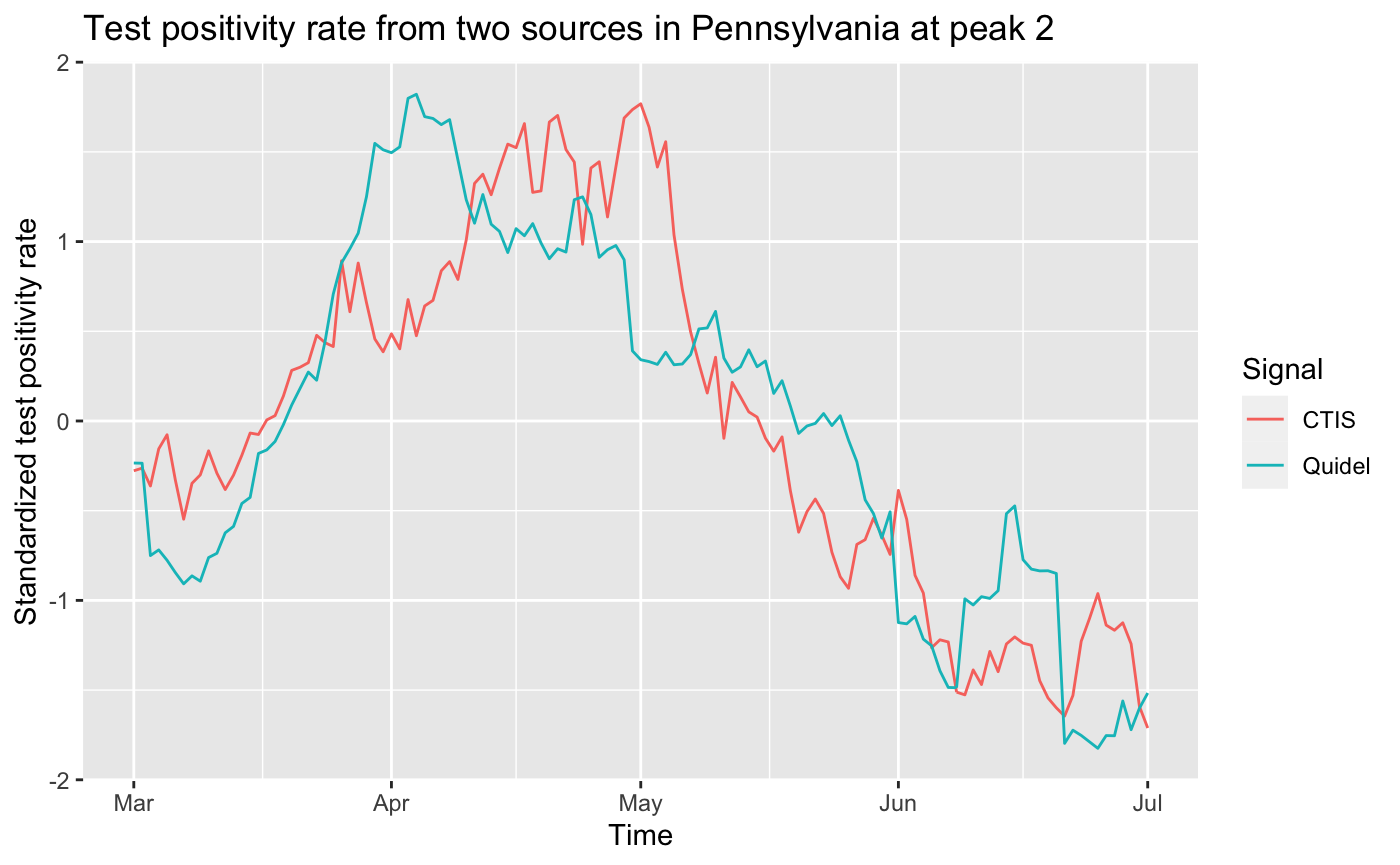 Test positivity rate from two sources in Pennsylvania at peak 2
Standardized test positivity rate
2
1
0
-1
-2
Mar Apr May Jun Jul
Time
Signal
CTIS
Quidel